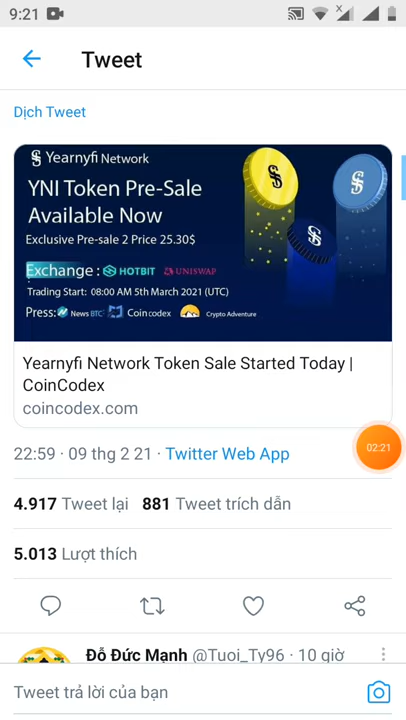 9:21
Tweet
Dịch Tweet
Yearnyfi Network
YNI Token Pre-Sale
Available Now
Exclusive Pre-sale 2 Price 25.30$
Exchange : HOTBIT UNISWAP
Trading Start: 08:00 AM 5th March 2021 (UTC)
Press: News BTC Coincodex Crypto Adventure
Yearnyfi Network Token Sale Started Today |
CoinCodex
coincodex.com
22:59 · 09 thg 2 21 · Twitter Web App
02:21
4.917 Tweet lại 881 Tweet trích dẫn
5.013 Lượt thích
Đỗ Đức Mạnh @Tuoi_Ty96 · 10 giờ
Tweet trả lời của bạn